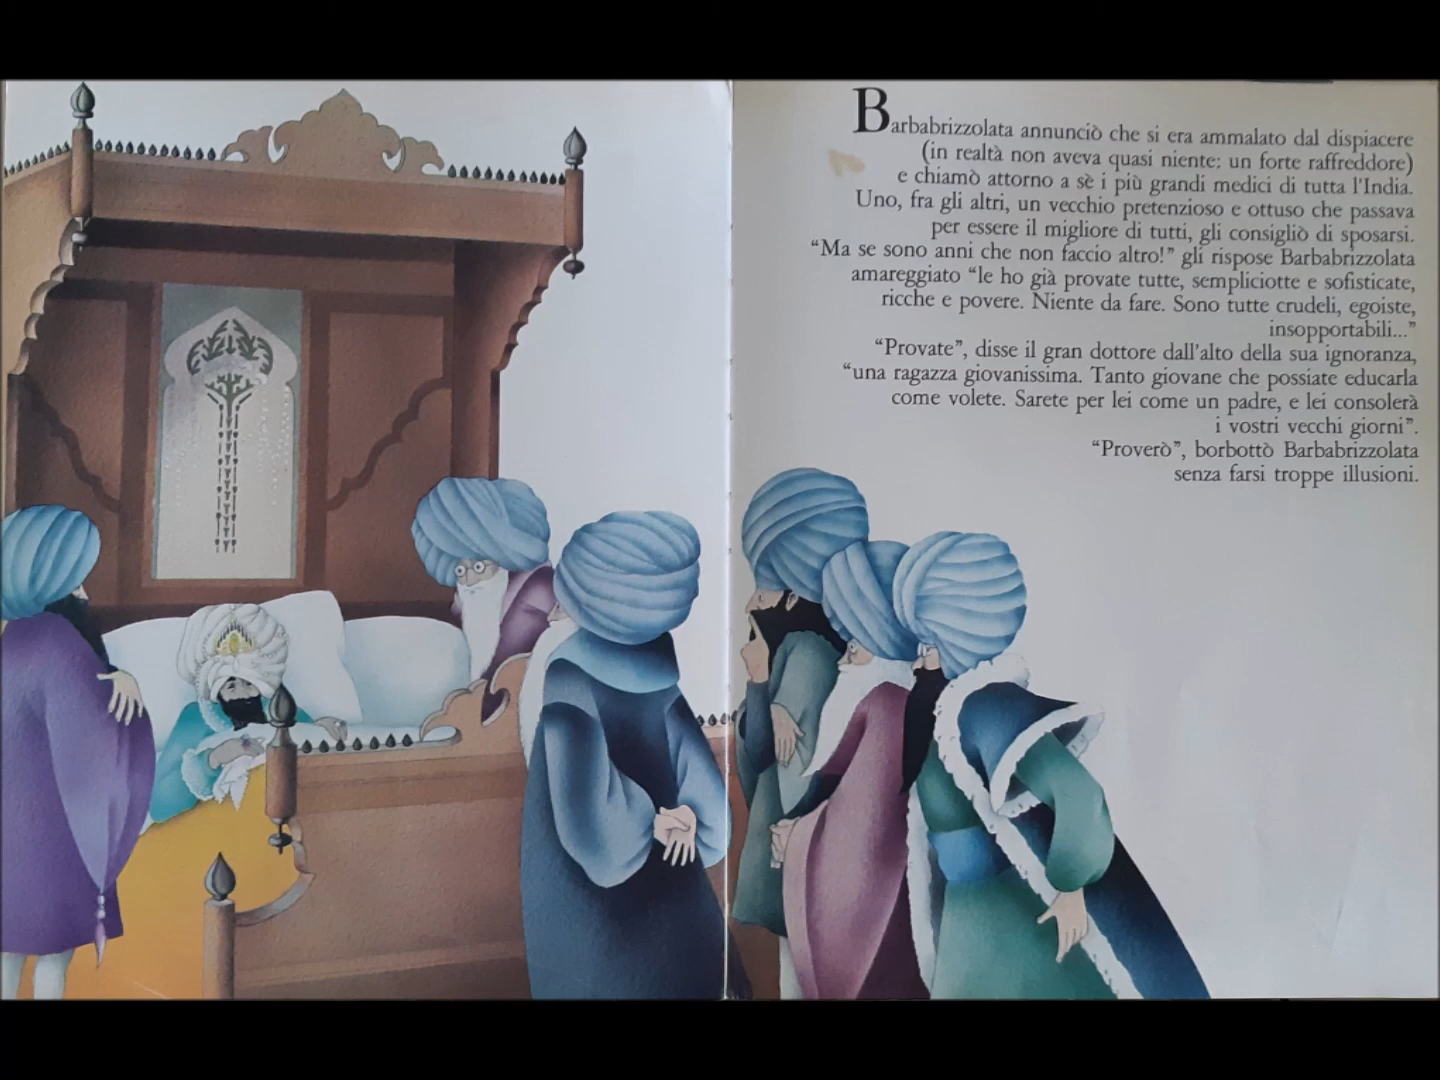 Barbabrizzolata annunciò che si era ammalato dal dispiacere
(in realtà non aveva quasi niente: un forte raffreddore)
e chiamò attorno a sè i più grandi medici di tutta l'India.
Uno, fra gli altri, un vecchio pretenzioso e ottuso che passava
per essere il migliore di tutti, gli consigliò di sposarsi.
“Ma se sono anni che non faccio altro!” gli rispose Barbabrizzolata
amareggiato “le ho già provate tutte, sempliciotte e sofisticate,
ricche e povere. Niente da fare. Sono tutte crudeli, egoiste,
insopportabili...”
“Provate”, disse il gran dottore dall'alto della sua ignoranza,
“una ragazza giovanissima. Tanto giovane che possiate educarla
come volete. Sarete per lei come un padre, e lei consolerà
i vostri vecchi giorni”.
“Proverò”, borbottò Barbabrizzolata
senza farsi troppe illusioni.